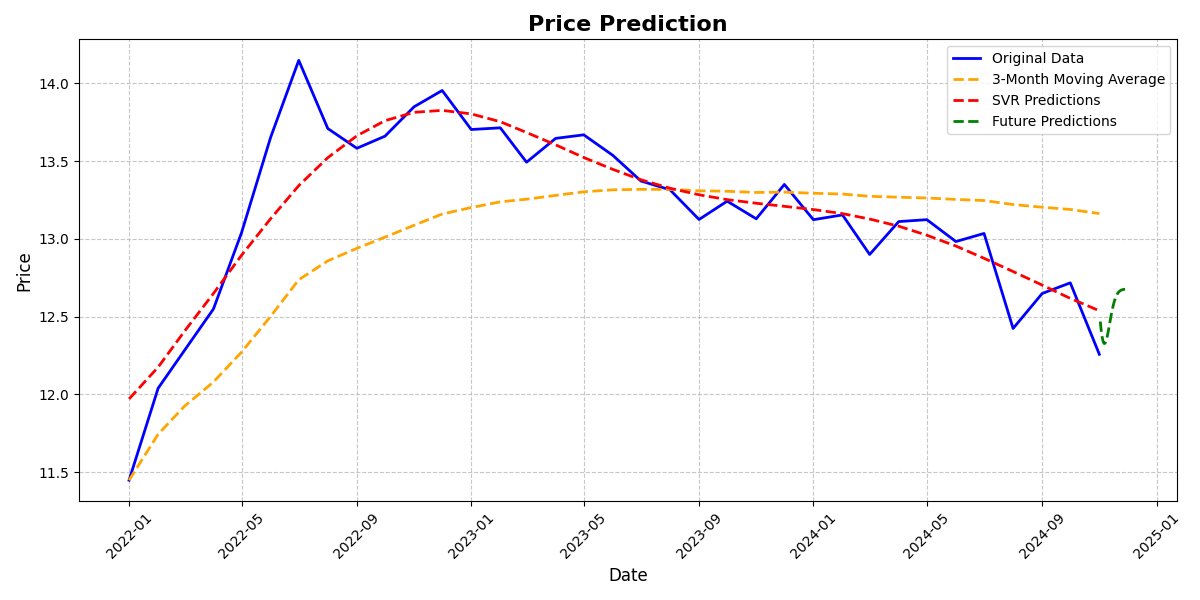 Price Prediction
Original Data
3-Month Moving Average
SVR Predictions
Future Predictions
Price
14.0
13.5
13.0
12.5
12.0
11.5
2022-01
2022-05
2022-09
2023-01
2023-05
2023-09
2024-01
2024-05
2024-09
2025-01
Date